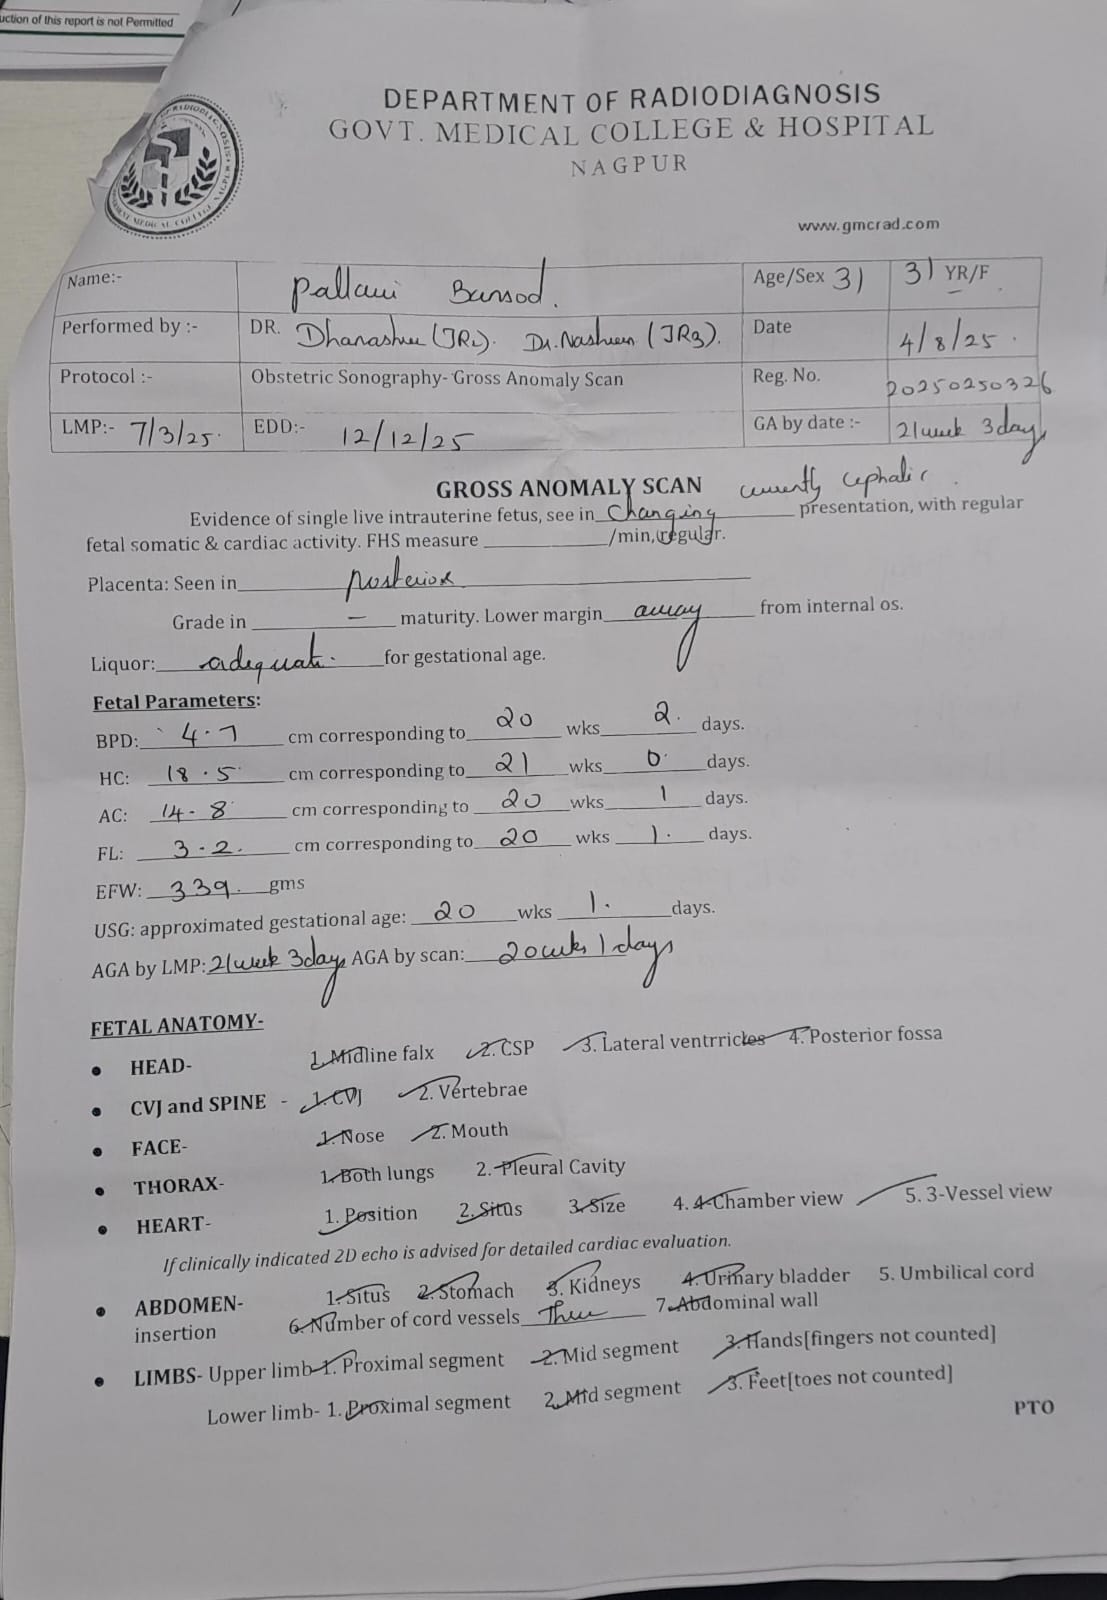 uction of this report is not Permitted
DEPARTMENT OF RADIODIAGNOSIS
GOVT. MEDICAL COLLEGE & HOSPITAL
NAGPUR
www.gmcrad.com
Name:- Pallavi Bansod. Age/Sex 31 31 YR/F
Performed by :- DR. Dhanashree (JR1). Dr. Nasheen (JR3). Date 4/8/25.
Protocol :- Obstetric Sonography- Gross Anomaly Scan Reg. No. 20250250326
LMP:- 7/3/25. EDD:- 12/12/25 GA by date :- 21 week 3 days
GROSS ANOMALY SCAN currently cephalic.
Evidence of single live intrauterine fetus, see in changing presentation, with regular
fetal somatic & cardiac activity. FHS measure /min, regular.
Placenta: Seen in posterior
Grade in – maturity. Lower margin away from internal os.
Liquor: adequate. for gestational age.
Fetal Parameters:
BPD: 4.7 cm corresponding to 20 wks 2. days.
HC: 18.5 cm corresponding to 21 wks 0 days.
AC: 14.8 cm corresponding to 20 wks 1 days.
FL: 3.2. cm corresponding to 20 wks 1. days.
EFW: 339. gms
USG: approximated gestational age: 20 wks 1. days.
AGA by LMP: 21 week 3 days AGA by scan: 20 wks 1 days
FETAL ANATOMY-
• HEAD- 1. Midline falx 2. CSP 3. Lateral ventrricles 4. Posterior fossa
• CVJ and SPINE - 1. CVJ 2. Vertebrae
• FACE- 1. Nose 2. Mouth
• THORAX- 1. Both lungs 2. Pleural Cavity
• HEART- 1. Position 2. Situs 3. Size 4. 4-Chamber view 5. 3-Vessel view
If clinically indicated 2D echo is advised for detailed cardiac evaluation.
• ABDOMEN- 1. Situs 2. Stomach 3. Kidneys 4. Urinary bladder 5. Umbilical cord
insertion 6. Number of cord vessels Three 7. Abdominal wall
• LIMBS- Upper limb- 1. Proximal segment 2. Mid segment 3. Hands[fingers not counted]
Lower limb- 1. Proximal segment 2. Mid segment 3. Feet[toes not counted]
PTO